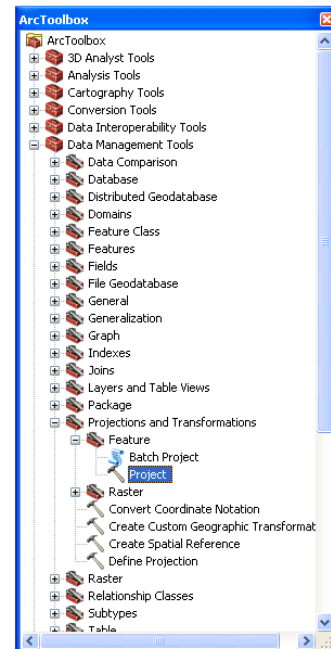 ArcToolbox
ArcToolbox
3D Analyst Tools
Analysis Tools
Cartography Tools
Conversion Tools
Data Interoperability Tools
Data Management Tools
Data Comparison
Database
Distributed Geodatabase
Domains
Feature Class
Features
Fields
File Geodatabase
General
Generalization
Graph
Indexes
Joins
Layers and Table Views
Package
Projections and Transformations
Feature
Batch Project
Project
Raster
Convert Coordinate Notation
Create Custom Geographic Transformat
Create Spatial Reference
Define Projection
Raster
Relationship Classes
Subtypes
Table